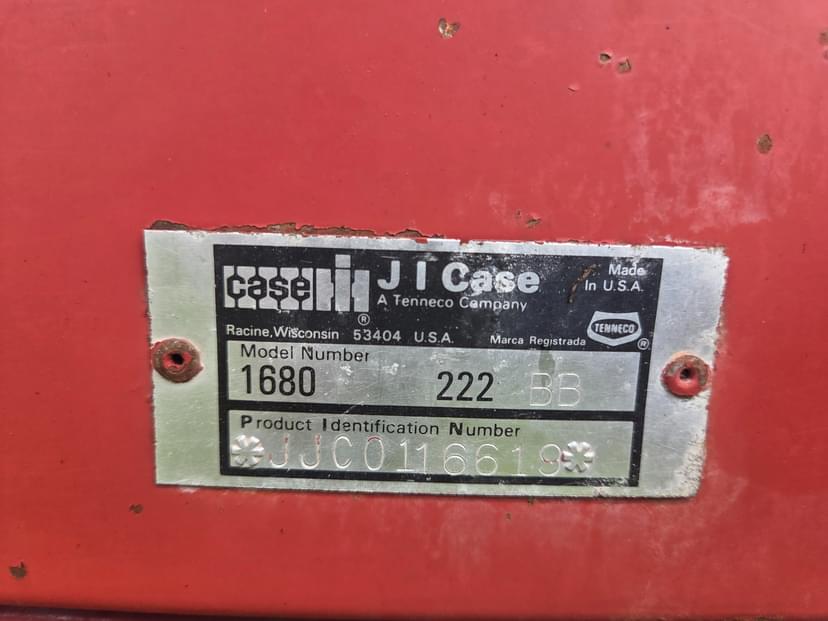 case IH J I Case
A Tenneco Company
Made
In U.S.A.
®
Racine, Wisconsin 53404 U.S.A. Marca Registrada TENNECO ®
Model Number
1680 222 BB
Product Identification Number
*JJC0116619*